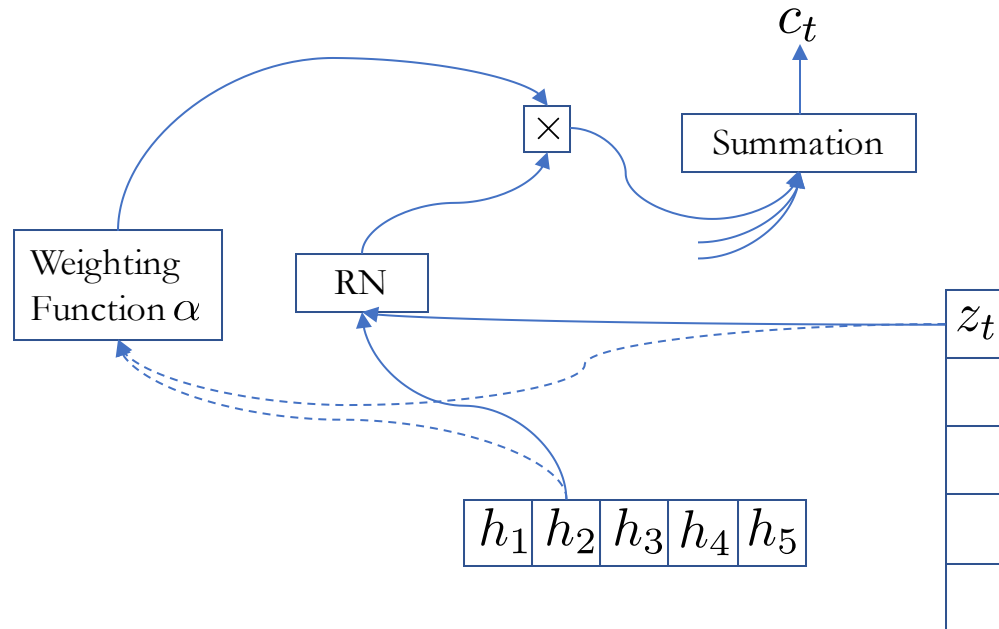 c_t
×
Summation
Weighting
Function α
RN
z_t
h_1 h_2 h_3 h_4 h_5